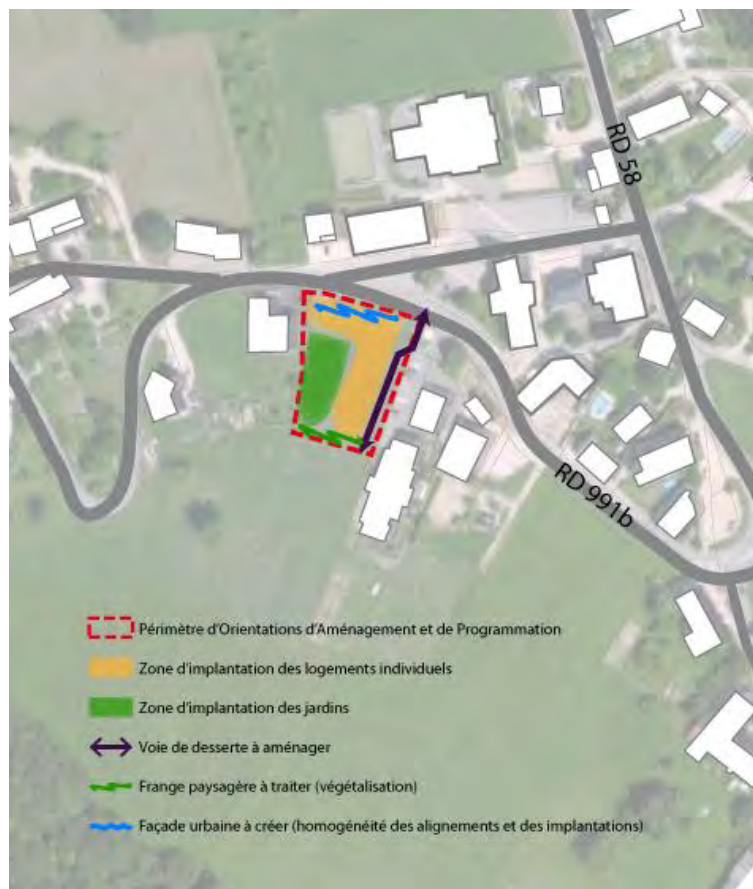 RD 58
RD 991b
Périmètre d'Orientations d'Aménagement et de Programmation
Zone d'implantation des logements individuels
Zone d'implantation des jardins
Voie de desserte à aménager
Frange paysagère à traiter (végétalisation)
Façade urbaine à créer (homogénéité des alignements et des implantations)